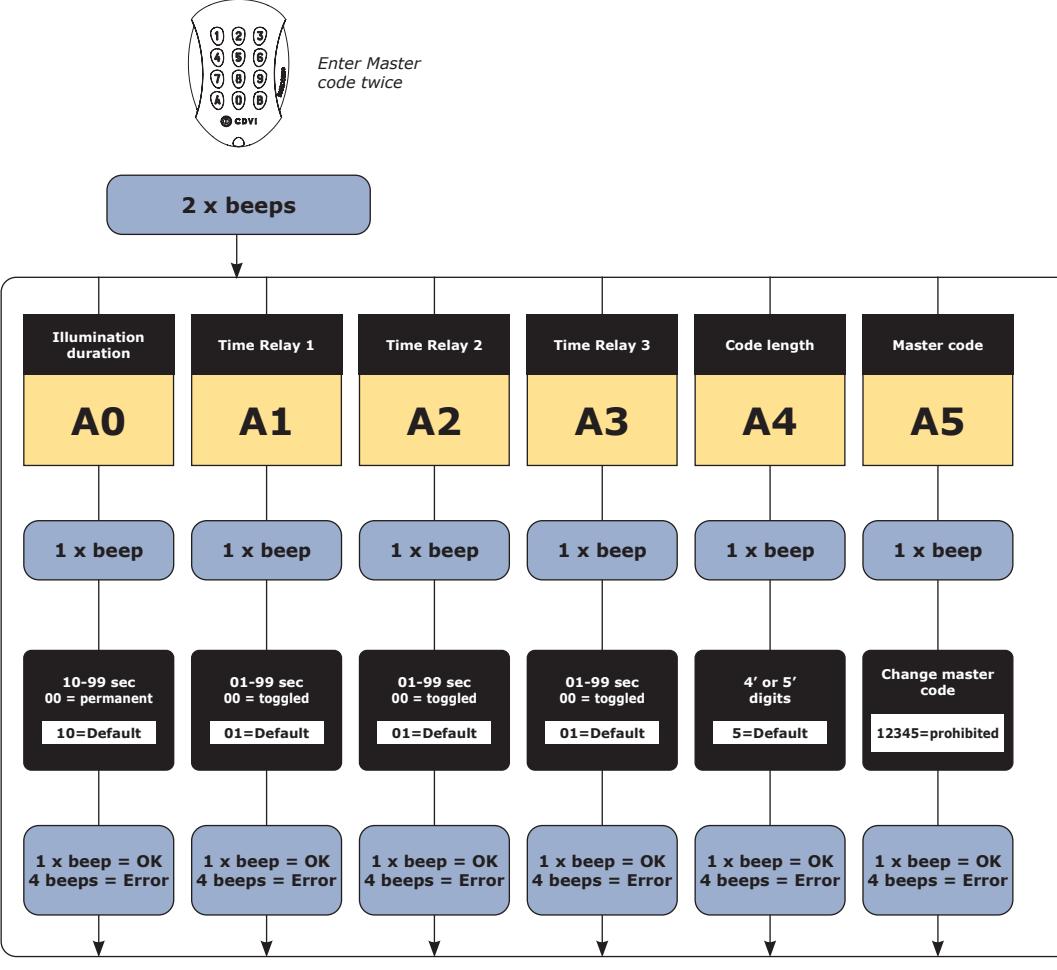 1 2 3
4 5 6
7 8 9
A 0 B
CDVI
Enter Master
code twice
2 x beeps
Illumination
duration
A0
1 x beep
10-99 sec
00 = permanent
10=Default
1 x beep = OK
4 beeps = Error
Time Relay 1
A1
1 x beep
01-99 sec
00 = toggled
01=Default
1 x beep = OK
4 beeps = Error
Time Relay 2
A2
1 x beep
01-99 sec
00 = toggled
01=Default
1 x beep = OK
4 beeps = Error
Time Relay 3
A3
1 x beep
01-99 sec
00 = toggled
01=Default
1 x beep = OK
4 beeps = Error
Code length
A4
1 x beep
4’ or 5’
digits
5=Default
1 x beep = OK
4 beeps = Error
Master code
A5
1 x beep
Change master
code
12345=prohibited
1 x beep = OK
4 beeps = Error